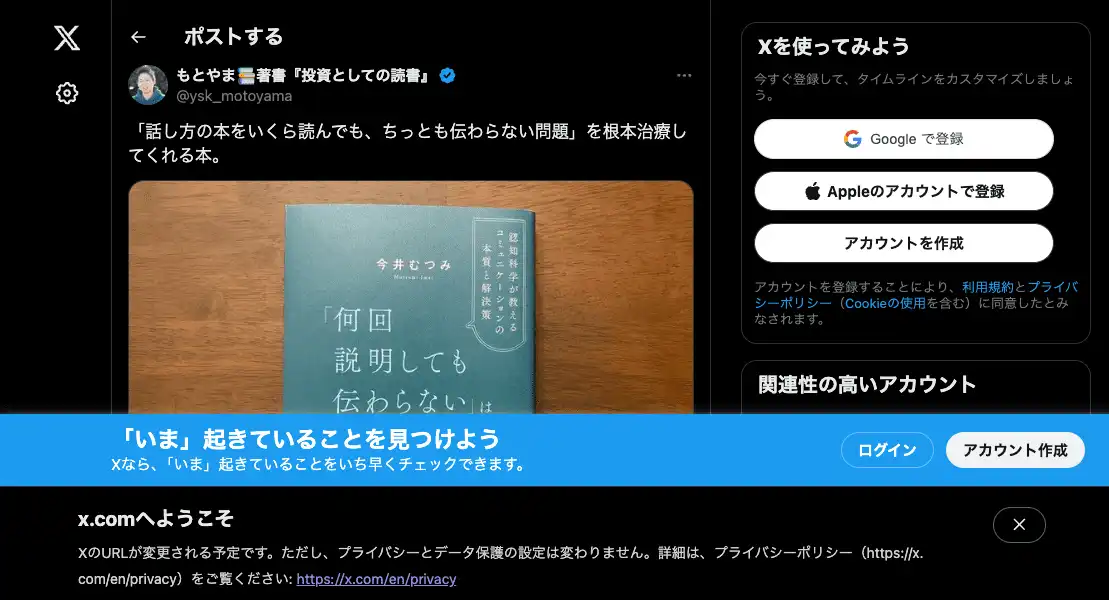 ポストする
もとやま📚著書『投資としての読書』
@ysk_motoyama
「話し方の本をいくら読んでも、ちっとも伝わらない問題」を根本治療し
てくれる本。
認知科学が教える
コミュニケーションの
本質と解決策
今井むつみ
「何回
説明しても
伝わらない」は
Xを使ってみよう
今すぐ登録して、タイムラインをカスタマイズしましょ
う。
Google で登録
Appleのアカウントで登録
アカウントを作成
アカウントを登録することにより、利用規約とプライバ
シーポリシー（Cookieの使用を含む）に同意したとみ
なされます。
関連性の高いアカウント
「いま」起きていることを見つけよう
Xなら、「いま」起きていることをいち早くチェックできます。
ログイン
アカウント作成
x.comへようこそ
XのURLが変更される予定です。ただし、プライバシーとデータ保護の設定は変わりません。詳細は、プライバシーポリシー（https://x.
com/en/privacy）をご覧ください: https://x.com/en/privacy